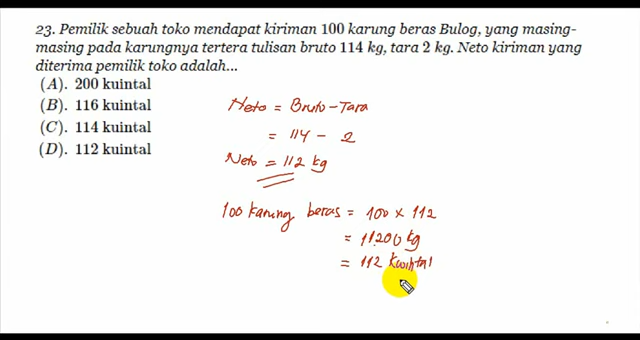 23. Pemilik sebuah toko mendapat kiriman 100 karung beras Bulog, yang masing-
masing pada karungnya tertera tulisan bruto 114 kg, tara 2 kg. Neto kiriman yang
diterima pemilik toko adalah...
(A). 200 kuintal
(B). 116 kuintal
(C). 114 kuintal
(D). 112 kuintal
Neto = Bruto - Tara
= 114 - 2
Neto = 112 kg
100 karung beras = 100 x 112
= 11.200 kg
= 112 kwintal